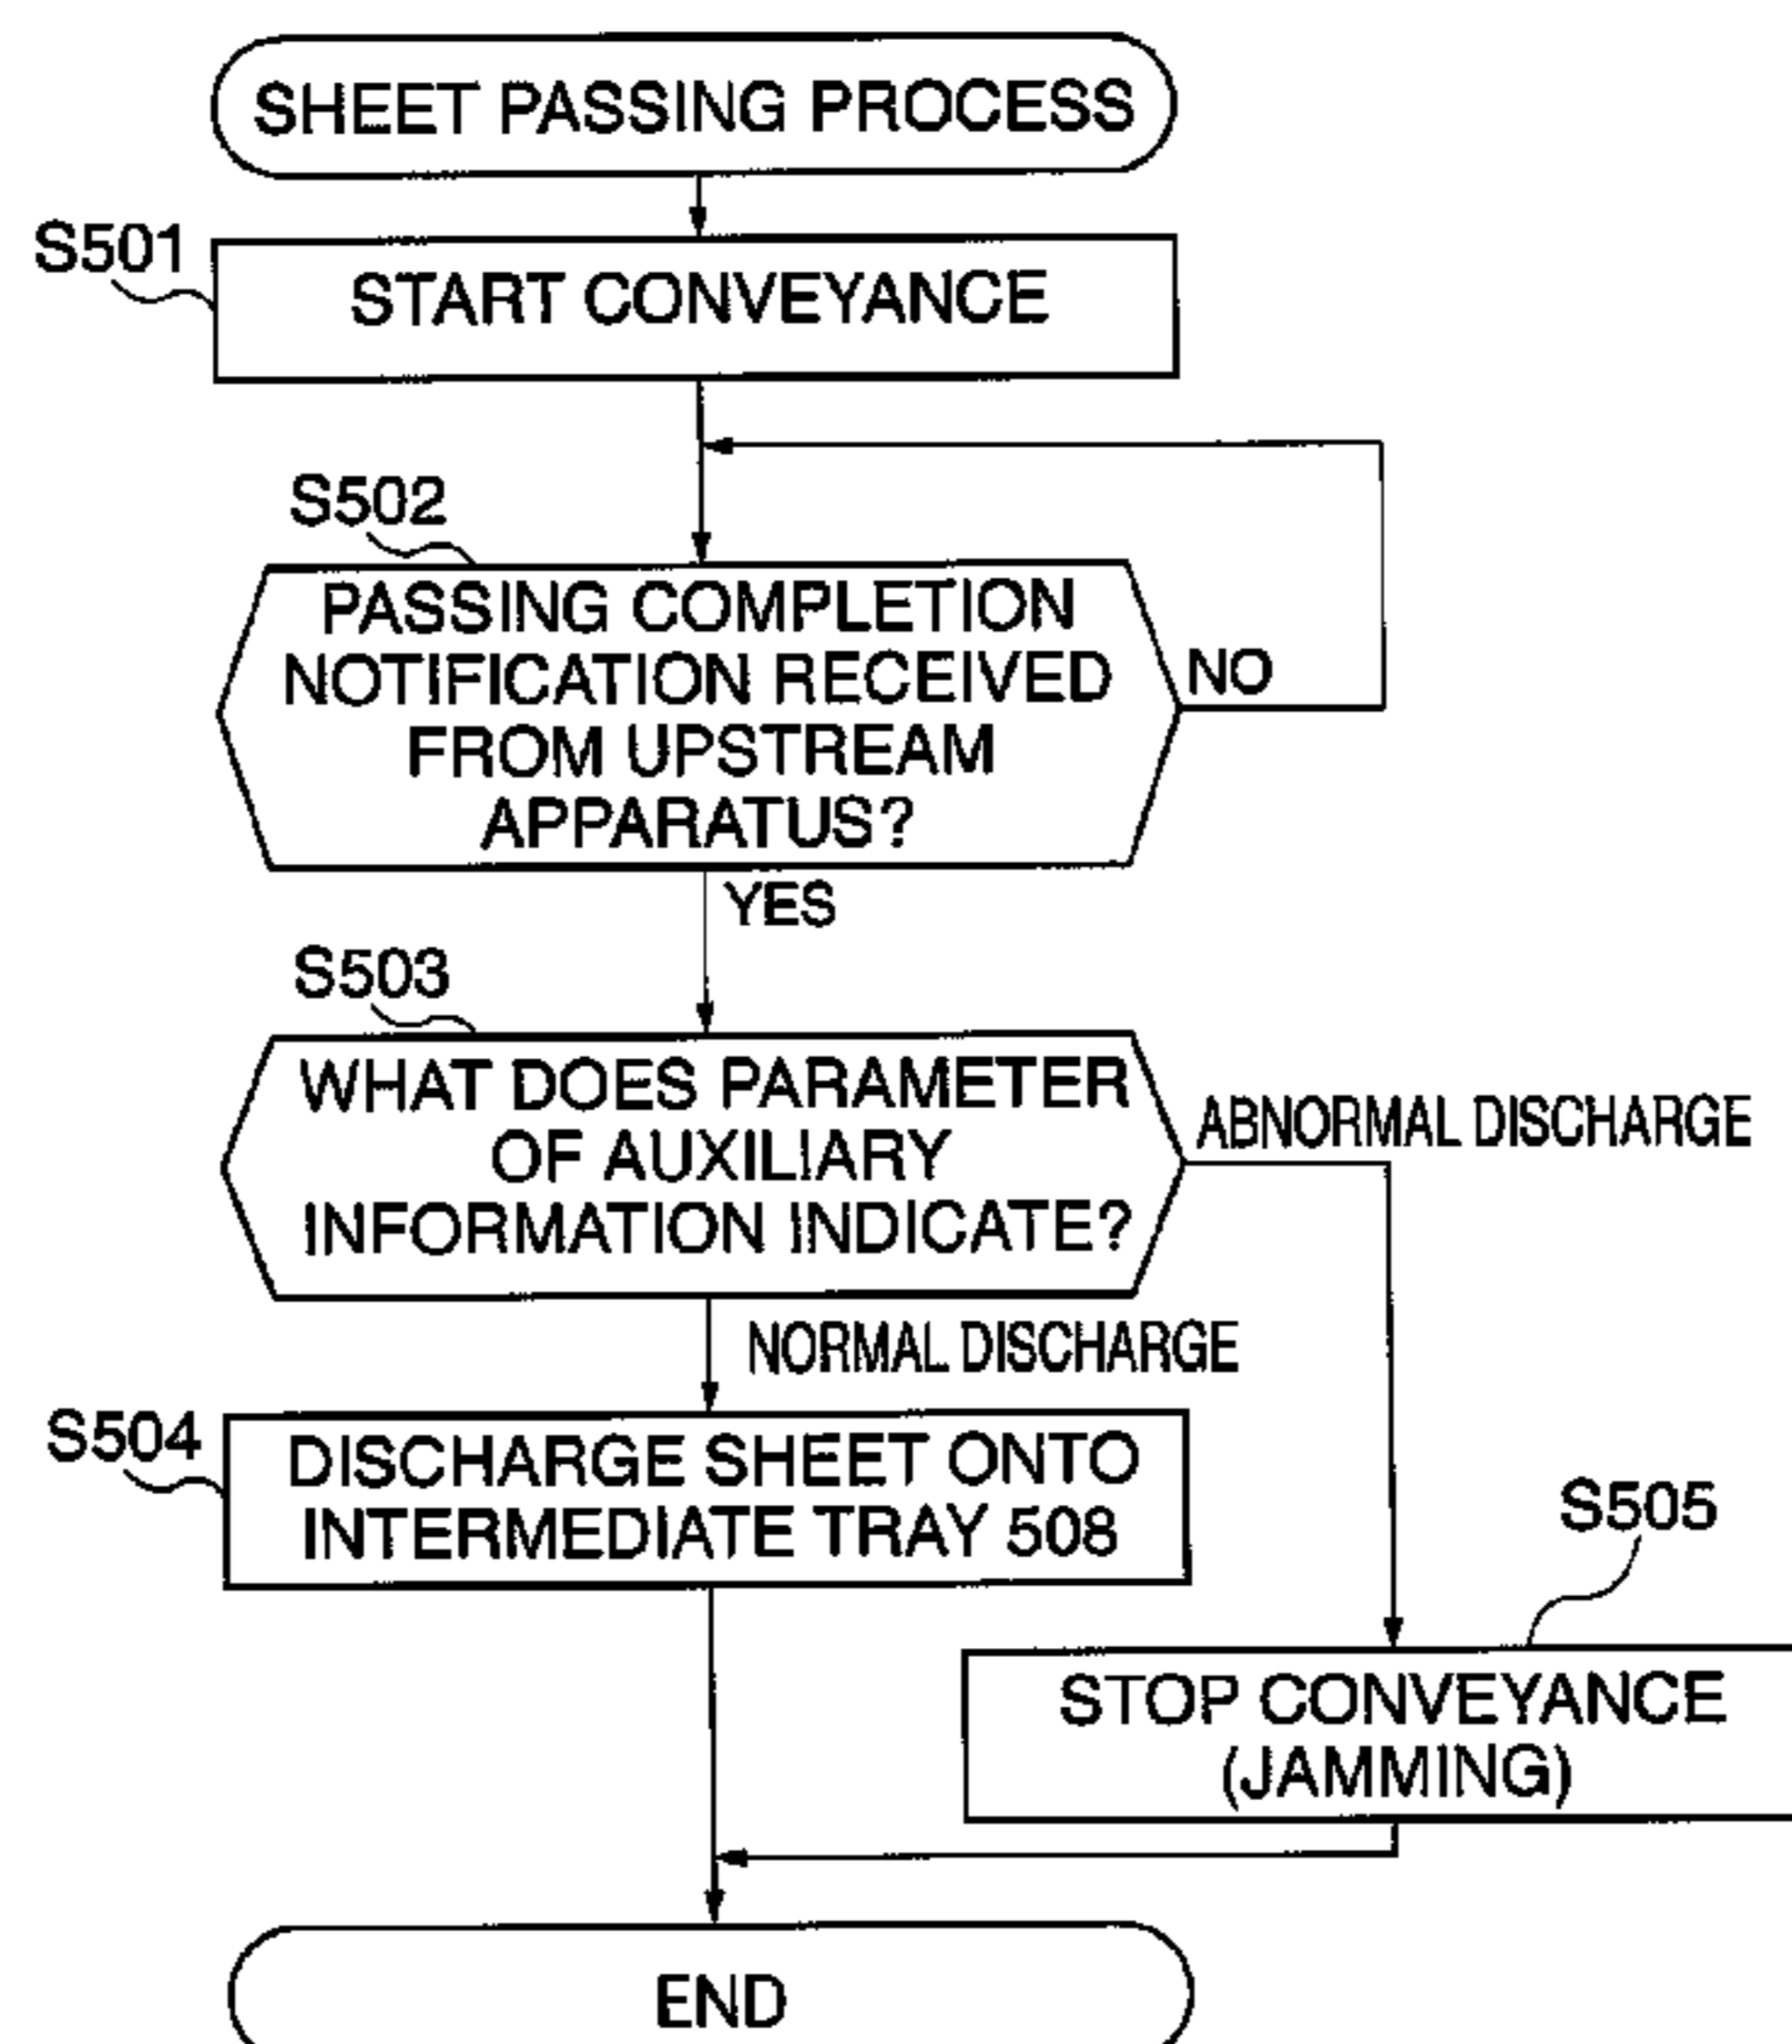 SHEET PASSING PROCESS
S501
START CONVEYANCE
S502
PASSING COMPLETION
NOTIFICATION RECEIVED
FROM UPSTREAM
APPARATUS?
NO
YES
S503
WHAT DOES PARAMETER
OF AUXILIARY
INFORMATION INDICATE?
ABNORMAL DISCHARGE
NORMAL DISCHARGE
S504
DISCHARGE SHEET ONTO
INTERMEDIATE TRAY 508
S505
STOP CONVEYANCE
(JAMMING)
END